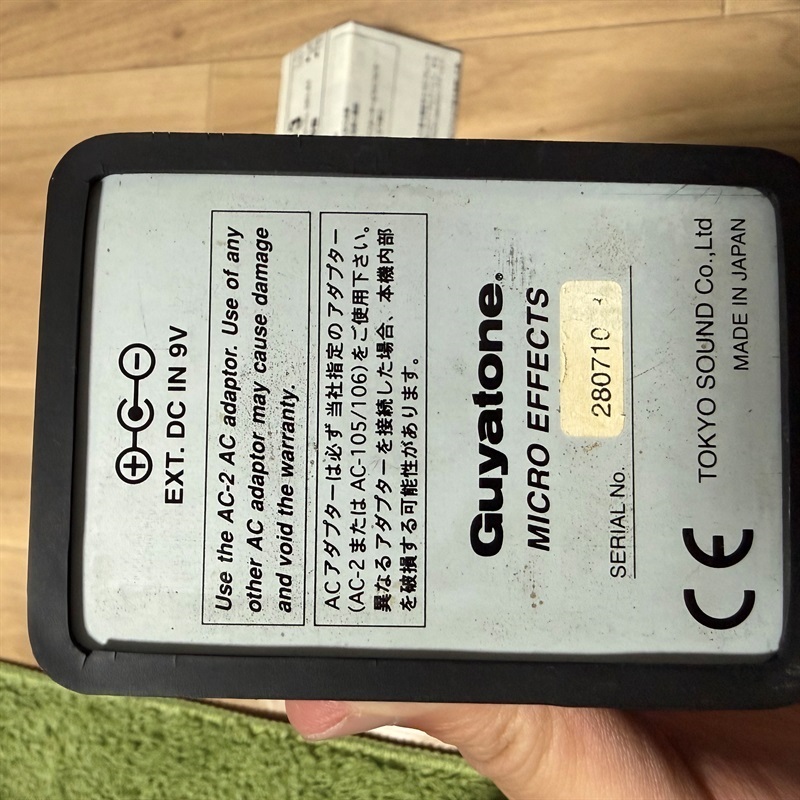 EXT. DC IN 9V
Use the AC-2 AC adaptor. Use of any
other AC adaptor may cause damage
and void the warranty.
ACアダプターは必ず 当社指定のアダプター
(AC-2 または AC-105/106)をご使用下さい。
異なるアダプターを接続した場合、本機内部
を破損する可能性があります。
Guyatone®
MICRO EFFECTS
SERIAL No. 280710
CE TOKYO SOUND Co.,Ltd
MADE IN JAPAN